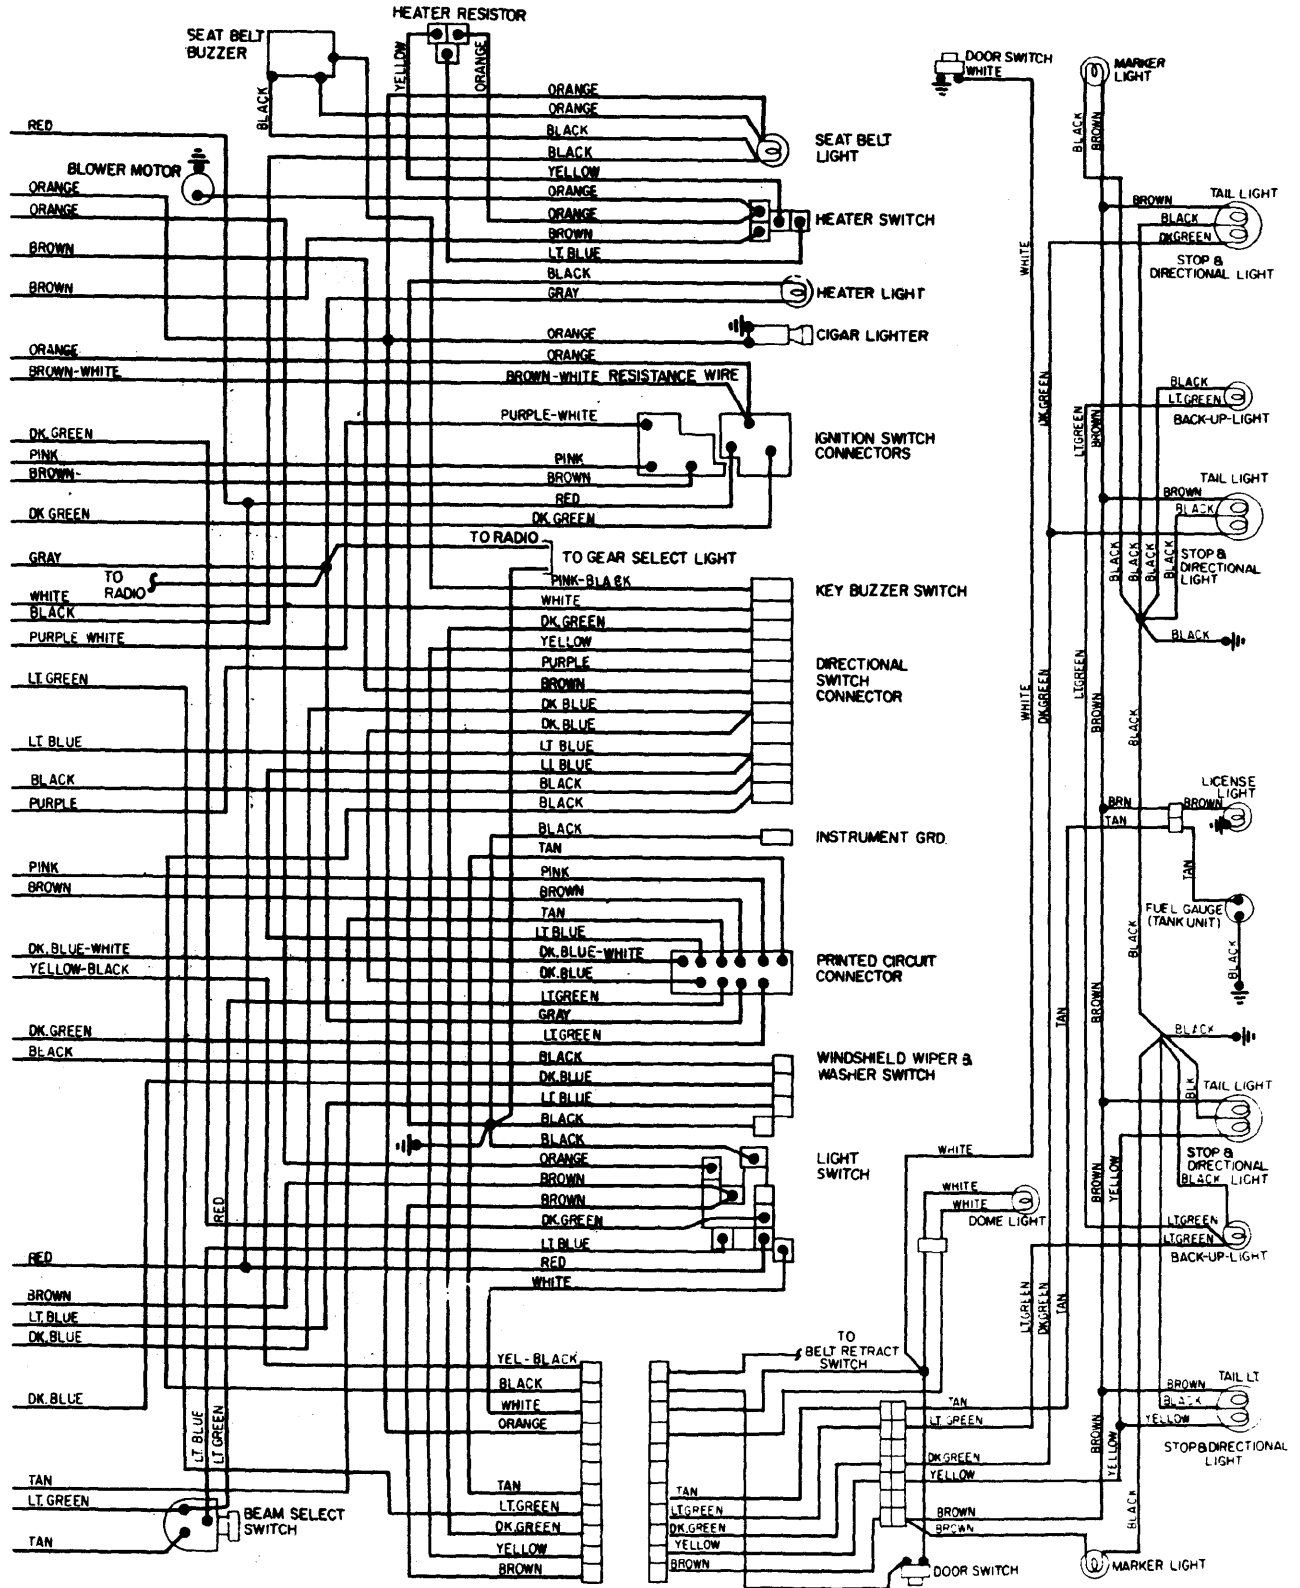 HEATER RESISTOR
SEAT BELT
BUZZER
YELLOW
ORANGE
BLACK
DOOR SWITCH
WHITE
MARKER
LIGHT
BLACK
BROWN
RED
ORANGE
ORANGE
BLACK
BLACK
YELLOW
ORANGE
ORANGE
BROWN
LT. BLUE
BLACK
GRAY
ORANGE
ORANGE
BROWN-WHITE RESISTANCE WIRE
SEAT BELT
LIGHT
BLOWER MOTOR
ORANGE
ORANGE
BROWN
BROWN
HEATER SWITCH
HEATER LIGHT
CIGAR LIGHTER
WHITE
BROWN
BLACK
DK.GREEN
TAIL LIGHT
STOP &
DIRECTIONAL LIGHT
ORANGE
BROWN-WHITE
PURPLE-WHITE
DK. GREEN
PINK
BROWN-
DK GREEN
PINK
BROWN
RED
DK. GREEN
IGNITION SWITCH
CONNECTORS
DK.GREEN
LT.GREEN
BROWN
BLACK
LT.GREEN
BACK-UP-LIGHT
TAIL LIGHT
BROWN
BLACK
STOP &
DIRECTIONAL
LIGHT
BLACK
BLACK
BLACK
BLACK
BLACK
TO RADIO
TO GEAR SELECT LIGHT
GRAY
TO
RADIO
WHITE
BLACK
PURPLE WHITE
LT. GREEN
LT. BLUE
BLACK
PURPLE
PINK-BLACK
WHITE
DK. GREEN
YELLOW
PURPLE
BROWN
DK BLUE
DK. BLUE
LT BLUE
LT. BLUE
BLACK
BLACK
KEY BUZZER SWITCH
DIRECTIONAL
SWITCH
CONNECTOR
WHITE
DK.GREEN
LT.GREEN
BROWN
BLACK
BLACK
TAN
INSTRUMENT GRD.
LICENSE
LIGHT
BRN
BROWN
TAN
TAN
FUEL GAUGE
(TANK UNIT)
BLACK
BLACK
PINK
BROWN
DK. BLUE-WHITE
YELLOW-BLACK
DK. GREEN
BLACK
PINK
BROWN
TAN
LT BLUE
DK. BLUE-WHITE
DK. BLUE
LT.GREEN
GRAY
LT.GREEN
PRINTED CIRCUIT
CONNECTOR
TAN
BROWN
BLACK
BLACK
DK.BLUE
LT. BLUE
BLACK
WINDSHIELD WIPER &
WASHER SWITCH
BLK
TAIL LIGHT
STOP &
DIRECTIONAL
LIGHT
BLACK
BLACK
ORANGE
BROWN
BROWN
DK.GREEN
LT BLUE
RED
WHITE
LIGHT
SWITCH
WHITE
WHITE
WHITE
DOME LIGHT
BROWN
YELLOW
LT.GREEN
LT.GREEN
BACK-UP-LIGHT
RED
RED
BROWN
LT. BLUE
DK. BLUE
DK. BLUE
LT.GREEN
DK.GREEN
TAN
TO
BELT RETRACT
SWITCH
YEL - BLACK
BLACK
WHITE
ORANGE
TAN
LT GREEN
DK GREEN
YELLOW
BROWN
BROWN
BLACK
YELLOW
TAIL LT
STOP & DIRECTIONAL
LIGHT
BROWN
YELLOW
BLACK
LT. BLUE
LT GREEN
TAN
LT. GREEN
TAN
BEAM SELECT
SWITCH
TAN
LT.GREEN
DK.GREEN
YELLOW
BROWN
TAN
LT.GREEN
DK.GREEN
YELLOW
BROWN
BROWN
DOOR SWITCH
MARKER LIGHT